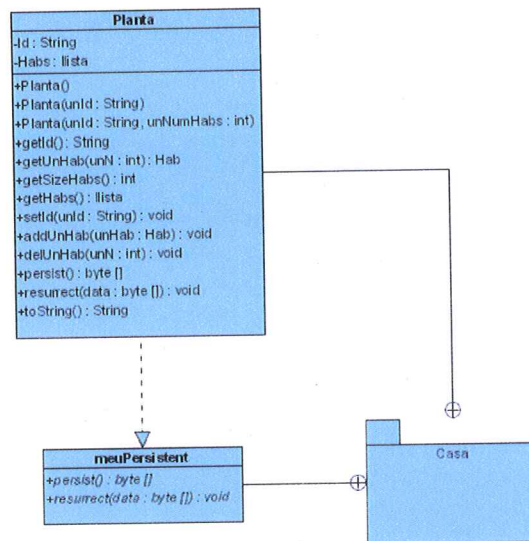 Planta
-Id : String
-Habs : llista
+Planta()
+Planta(unId : String)
+Planta(unId : String, unNumHabs : int)
+getId() : String
+getUnHab(unN : int) : Hab
+getSizeHabs() : int
+getHabs() : llista
+setId(unId : String) : void
+addUnHab(unHab : Hab) : void
+delUnHab(unN : int) : void
+persist() : byte []
+resurrect(data : byte []) : void
+toString() : String
meuPersistent
+persist() : byte []
+resurrect(data : byte []) : void
Casa